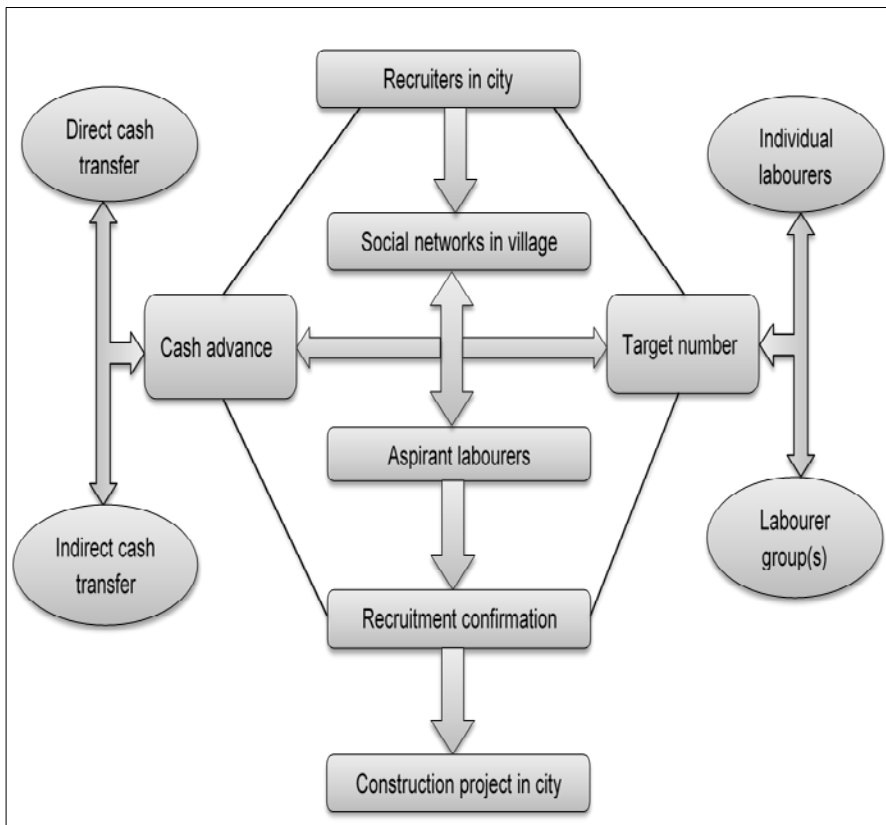 Recruiters in city
Direct cash
transfer
Individual
labourers
Social networks in village
Cash advance
Target number
Aspirant labourers
Indirect cash
transfer
Labourer
group(s)
Recruitment confirmation
Construction project in city